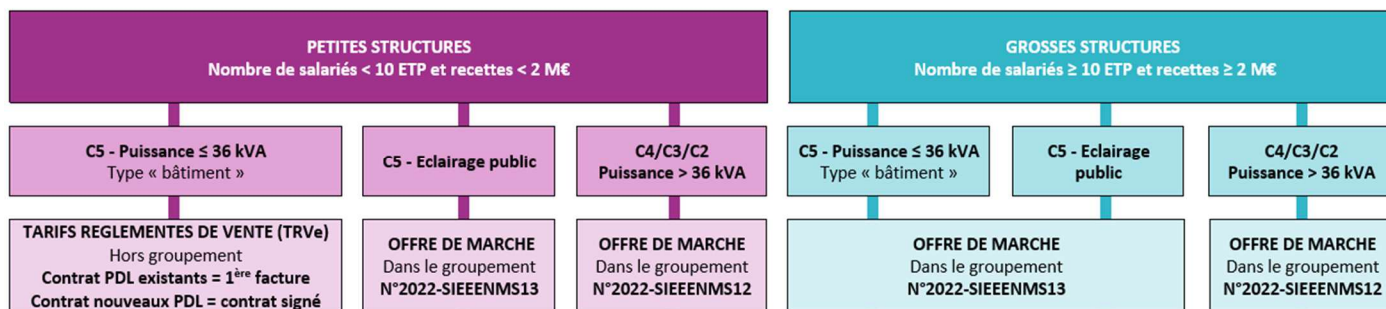 PETITES STRUCTURES
Nombre de salariés < 10 ETP et recettes < 2 M€
GROSSES STRUCTURES
Nombre de salariés ≥ 10 ETP et recettes ≥ 2 M€
C5 - Puissance ≤ 36 kVA
Type « bâtiment »
C5 - Eclairage public
C4/C3/C2
Puissance > 36 kVA
C5 - Puissance ≤ 36 kVA
Type « bâtiment »
C5 - Eclairage
public
C4/C3/C2
Puissance > 36 kVA
TARIFS REGLEMENTES DE VENTE (TRVe)
Hors groupement
Contrat PDL existants = 1ère facture
Contrat nouveaux PDL = contrat signé
OFFRE DE MARCHE
Dans le groupement
N°2022-SIEEENMS13
OFFRE DE MARCHE
Dans le groupement
N°2022-SIEEENMS12
OFFRE DE MARCHE
Dans le groupement
N°2022-SIEEENMS13
OFFRE DE MARCHE
Dans le groupement
N°2022-SIEEENMS12